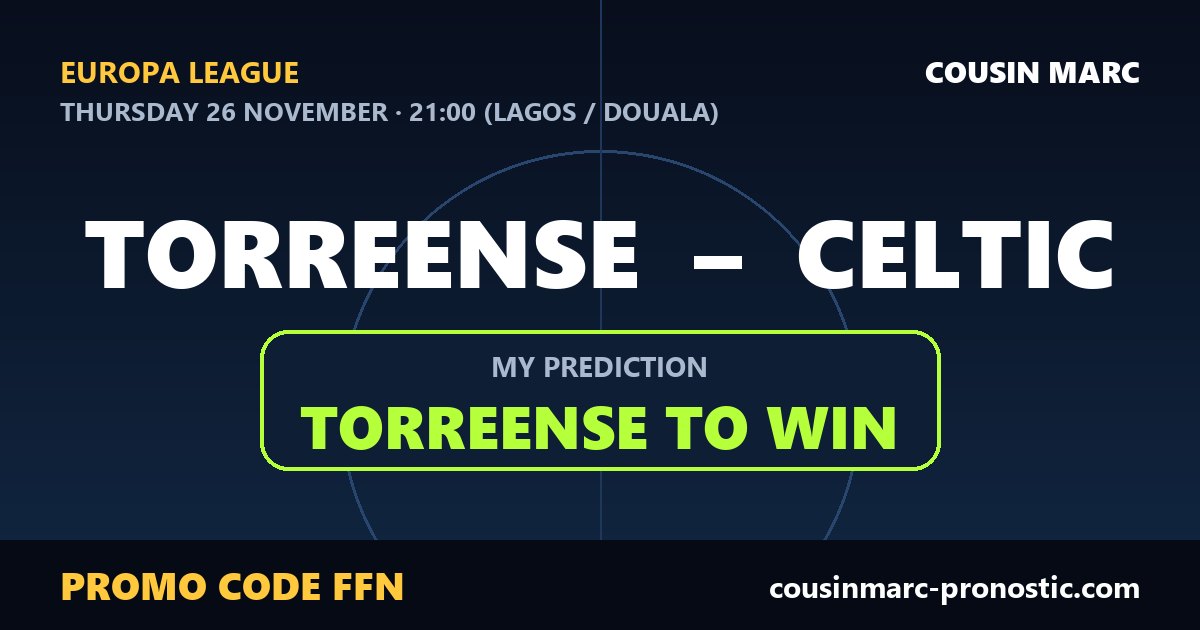 EUROPA LEAGUE
COUSIN MARC
THURSDAY 26 NOVEMBER · 21:00 (LAGOS / DOUALA)
TORREENSE – CELTIC
MY PREDICTION
TORREENSE TO WIN
PROMO CODE FFN
cousinmarc-pronostic.com